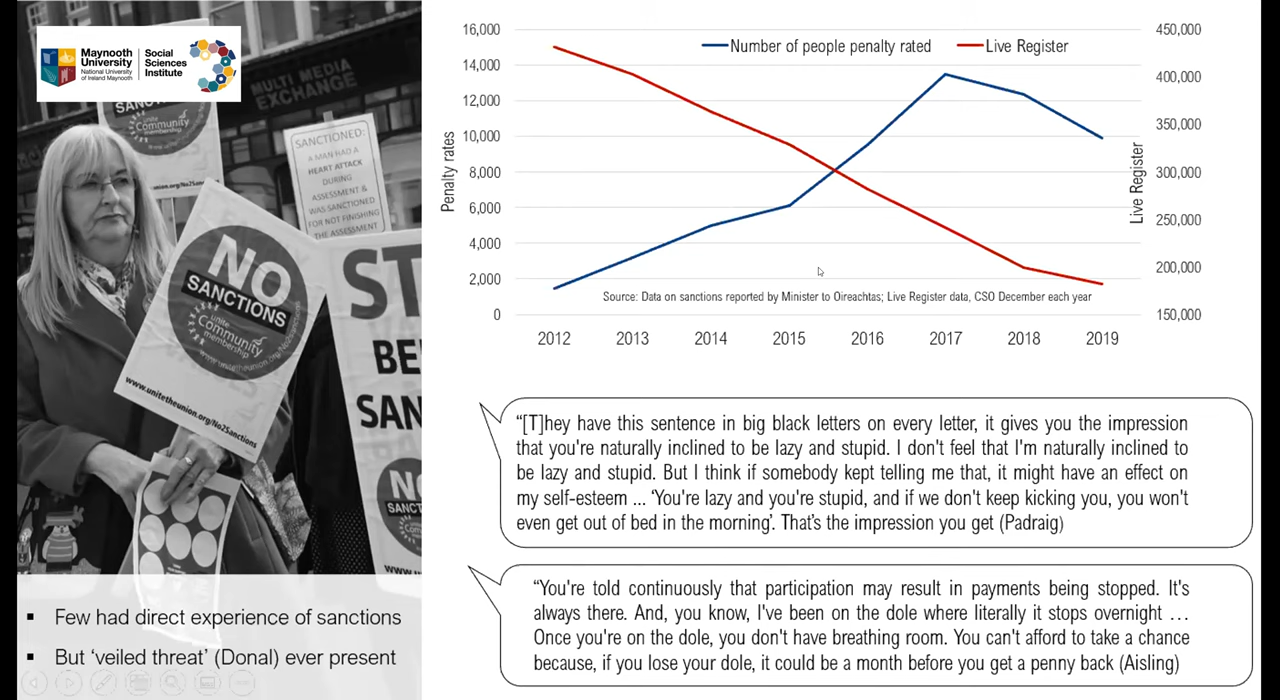 Maynooth
University
National University
of Ireland Maynooth
Social
Sciences
Institute
MULTI MEDIA
EXCHANGE
unite
Community
membership
SANCTIONED:
A MAN HAD A
HEART ATTACK
DURING
ASSESSMENT &
WAS SANCTIONED
FOR NOT FINISHING
THE ASSESSMENT
NO
SANCTIONS
unite
Community
membership
www.unitetheunion.org/No2Sanctions
www.unitetheunion.org/No2Sanctions
ST
BE
SAN
▪ Few had direct experience of sanctions
▪ But ‘veiled threat’ (Donal) ever present
Number of people penalty rated
Live Register
Penalty rates
16,000
14,000
12,000
10,000
8,000
6,000
4,000
2,000
0
450,000
400,000
350,000
300,000
250,000
200,000
150,000
Live Register
Source: Data on sanctions reported by Minister to Oireachtas; Live Register data, CSO December each year
2012 2013 2014 2015 2016 2017 2018 2019
“[T]hey have this sentence in big black letters on every letter, it gives you the impression
that you're naturally inclined to be lazy and stupid. I don't feel that I'm naturally inclined to
be lazy and stupid. But I think if somebody kept telling me that, it might have an effect on
my self-esteem ... ‘You're lazy and you're stupid, and if we don't keep kicking you, you won't
even get out of bed in the morning’. That's the impression you get (Padraig)
“You're told continuously that participation may result in payments being stopped. It's
always there. And, you know, I've been on the dole where literally it stops overnight …
Once you're on the dole, you don't have breathing room. You can't afford to take a chance
because, if you lose your dole, it could be a month before you get a penny back (Aisling)